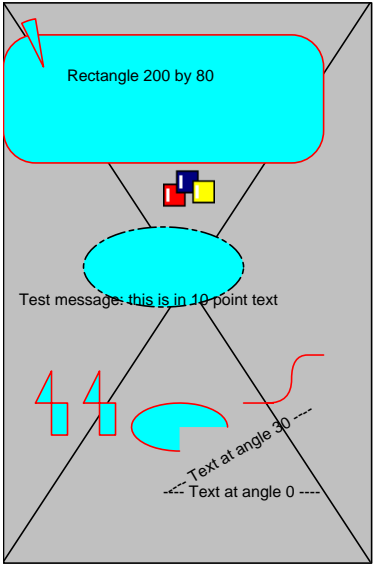 Rectangle 200 by 80
Test message: this is in 10 point text
Text at angle 30
Text at angle 0